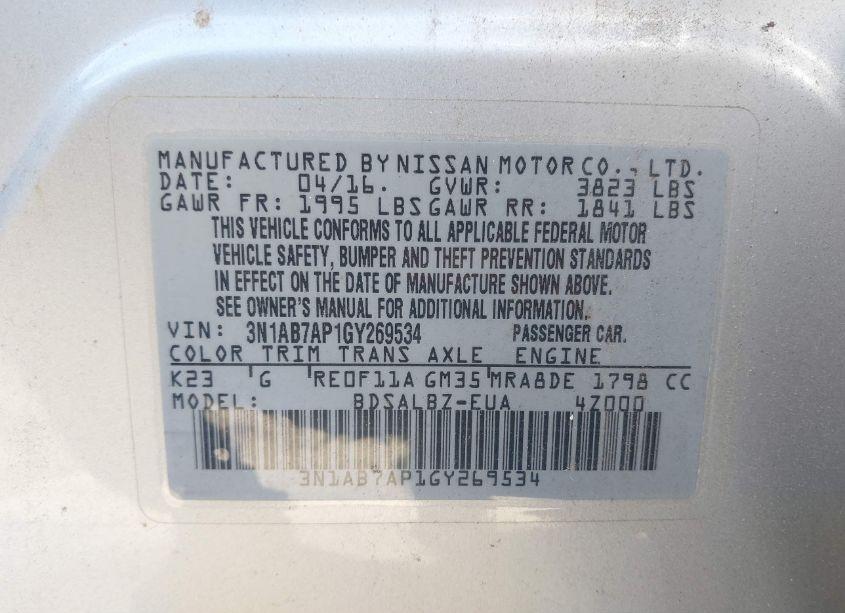 MANUFACTURED BY NISSAN MOTOR CO., LTD.
DATE: 04/16. GVWR: 3823 LBS
GAWR FR: 1995 LBS GAWR RR: 1841 LBS
THIS VEHICLE CONFORMS TO ALL APPLICABLE FEDERAL MOTOR
VEHICLE SAFETY, BUMPER AND THEFT PREVENTION STANDARDS
IN EFFECT ON THE DATE OF MANUFACTURE SHOWN ABOVE.
SEE OWNER'S MANUAL FOR ADDITIONAL INFORMATION.
VIN: 3N1AB7AP1GY269534 PASSENGER CAR.
COLOR TRIM TRANS AXLE ENGINE
K23 G RE0F11A GM35 MRA8DE 1798 CC
MODEL: BDSALBZ-EUA 4Z000
3N1AB7AP1GY269534